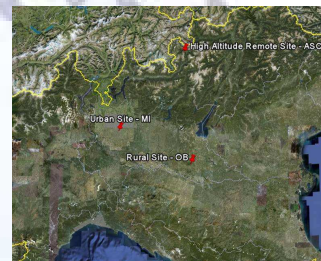 High Altitude Remote Site - ASC
Urban Site - MI
Rural Site - OB